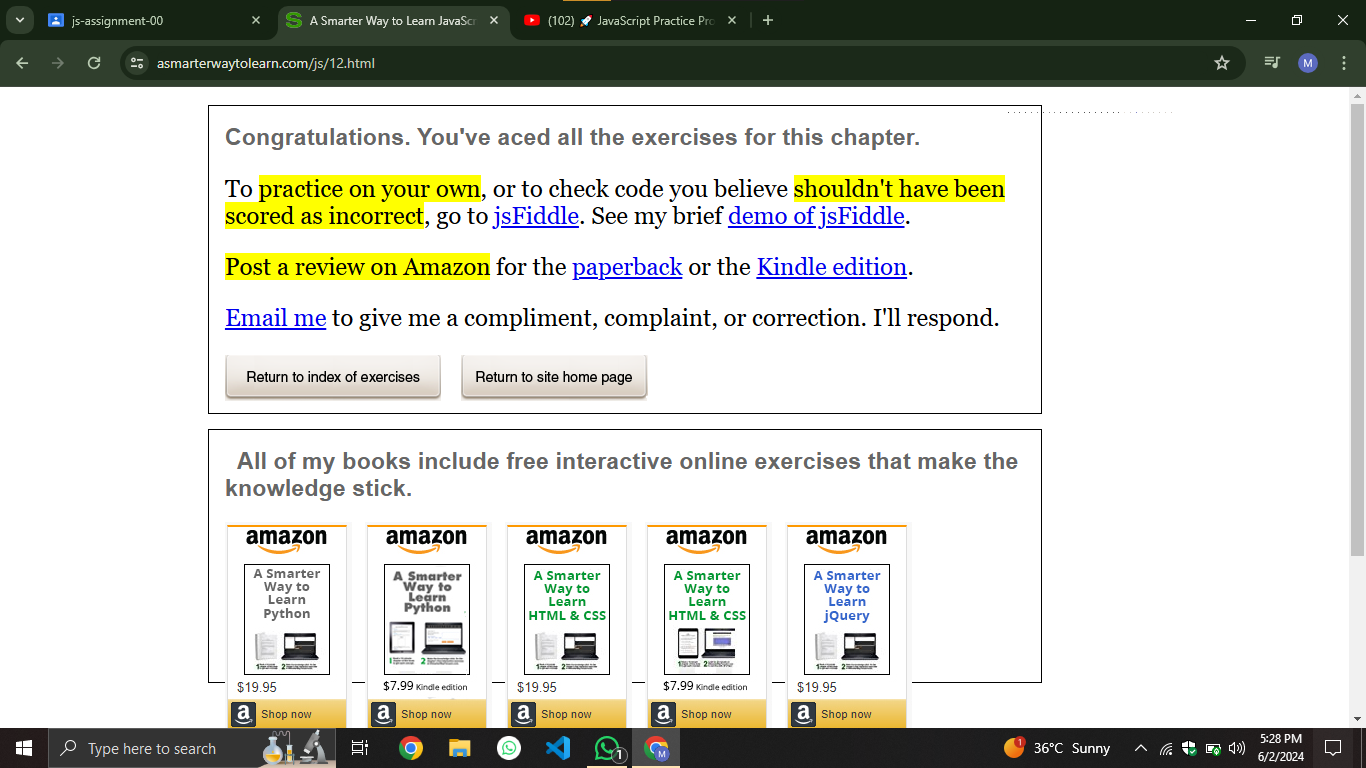 js-assignment-00
A Smarter Way to Learn JavaScr
(102) 🚀 JavaScript Practice Pro
asmarterwaytolearn.com/js/12.html
M
Congratulations. You've aced all the exercises for this chapter.
To practice on your own, or to check code you believe shouldn't have been
scored as incorrect, go to jsFiddle. See my brief demo of jsFiddle.
Post a review on Amazon for the paperback or the Kindle edition.
Email me to give me a compliment, complaint, or correction. I'll respond.
Return to index of exercises
Return to site home page
All of my books include free interactive online exercises that make the
knowledge stick.
amazon
A Smarter
Way to
Learn
Python
$19.95
Shop now
amazon
A Smarter
Way to
Learn
Python
$7.99 Kindle edition
Shop now
amazon
A Smarter
Way to
Learn
HTML & CSS
$19.95
Shop now
amazon
A Smarter
Way to
Learn
HTML & CSS
$7.99 Kindle edition
Shop now
amazon
A Smarter
Way to
Learn
jQuery
$19.95
Shop now
Type here to search
1
M
1
36°C Sunny
5:28 PM
6/2/2024